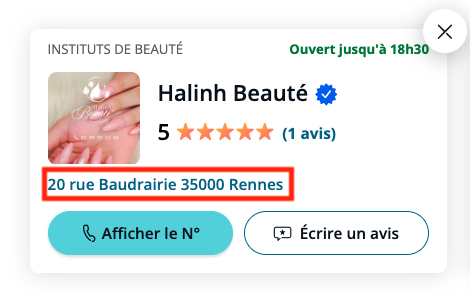 INSTITUTS DE BEAUTÉ
Ouvert jusqu'à 18h30
Halinh Beauté
5
(1 avis)
20 rue Baudrairie 35000 Rennes
Afficher le N°
Écrire un avis